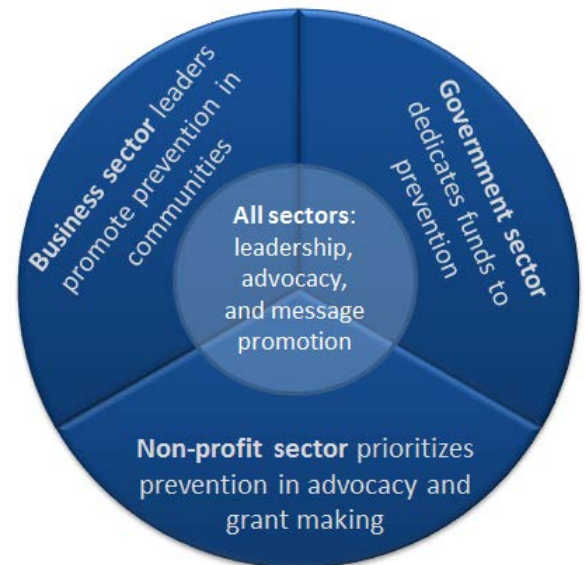 Business sector leaders
promote prevention in
communities
Government sector
dedicates funds to
prevention
All sectors:
leadership,
advocacy,
and message
promotion
Non-profit sector prioritizes
prevention in advocacy and
grant making